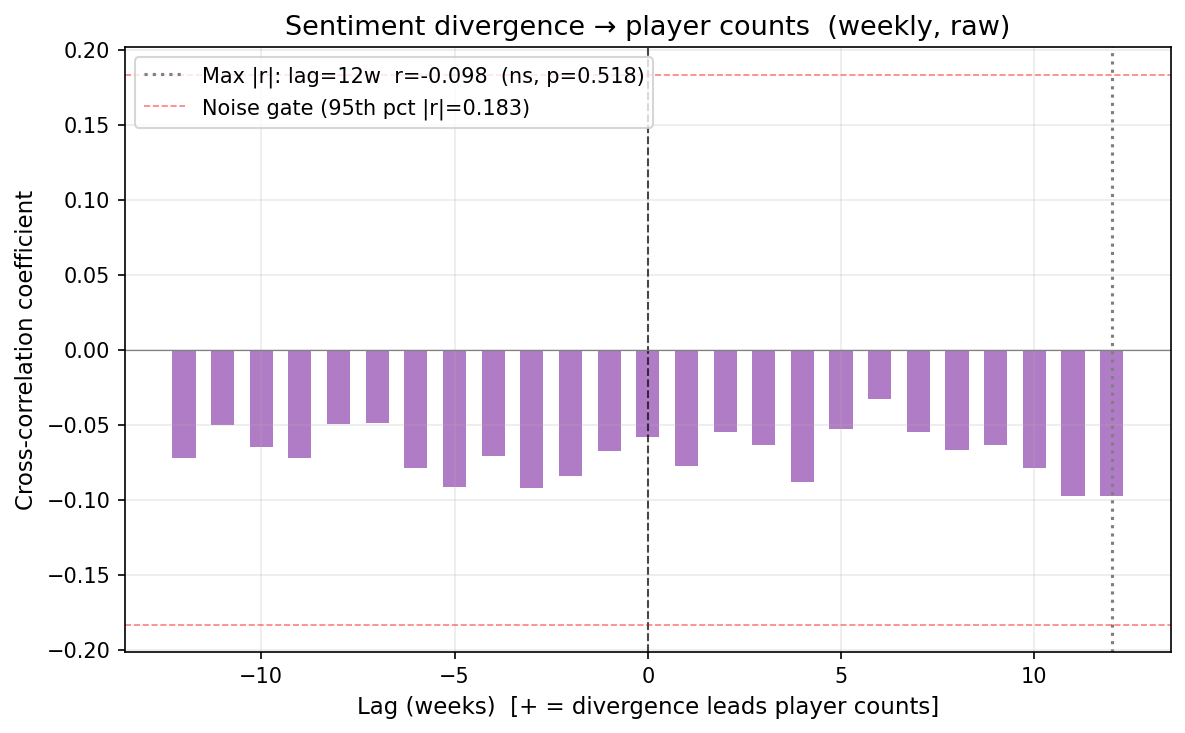 Sentiment divergence → player counts  (weekly, raw)
Max |r|: lag=12w  r=-0.098  (ns, p=0.518)
Noise gate (95th pct |r|=0.183)
Cross-correlation coefficient
0.20
0.15
0.10
0.05
0.00
−0.05
−0.10
−0.15
−0.20
−10
−5
0
5
10
Lag (weeks)  [+ = divergence leads player counts]